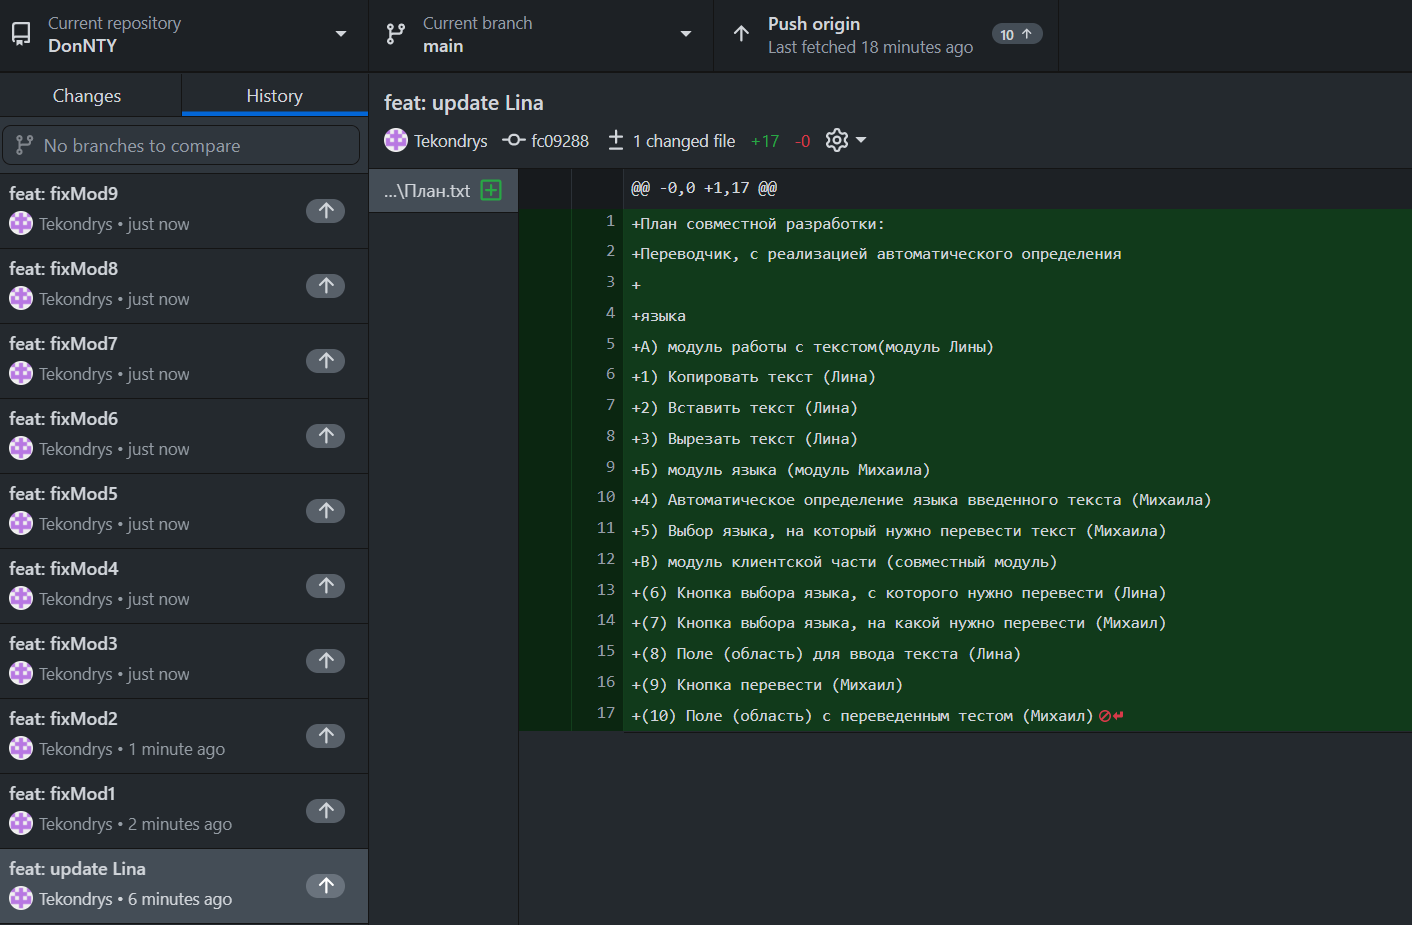 Current repository
DonNTY
Current branch
main
Push origin
Last fetched 18 minutes ago
10
Changes
History
No branches to compare
feat: fixMod9
Tekondrys • just now
feat: fixMod8
Tekondrys • just now
feat: fixMod7
Tekondrys • just now
feat: fixMod6
Tekondrys • just now
feat: fixMod5
Tekondrys • just now
feat: fixMod4
Tekondrys • just now
feat: fixMod3
Tekondrys • just now
feat: fixMod2
Tekondrys • 1 minute ago
feat: fixMod1
Tekondrys • 2 minutes ago
feat: update Lina
Tekondrys • 6 minutes ago
feat: update Lina
Tekondrys fc09288 1 changed file +17 -0
...\План.txt
@@ -0,0 +1,17 @@
1 +План совместной разработки:
2 +Переводчик, с реализацией автоматического определения
3 +
4 +языка
5 +А) модуль работы с текстом(модуль Лины)
6 +1) Копировать текст (Лина)
7 +2) Вставить текст (Лина)
8 +3) Вырезать текст (Лина)
9 +Б) модуль языка (модуль Михаила)
10 +4) Автоматическое определение языка введенного текста (Михаила)
11 +5) Выбор языка, на который нужно перевести текст (Михаила)
12 +В) модуль клиентской части (совместный модуль)
13 +(6) Кнопка выбора языка, с которого нужно перевести (Лина)
14 +(7) Кнопка выбора языка, на какой нужно перевести (Михаил)
15 +(8) Поле (область) для ввода текста (Лина)
16 +(9) Кнопка перевести (Михаил)
17 +(10) Поле (область) с переведенным тестом (Михаил)